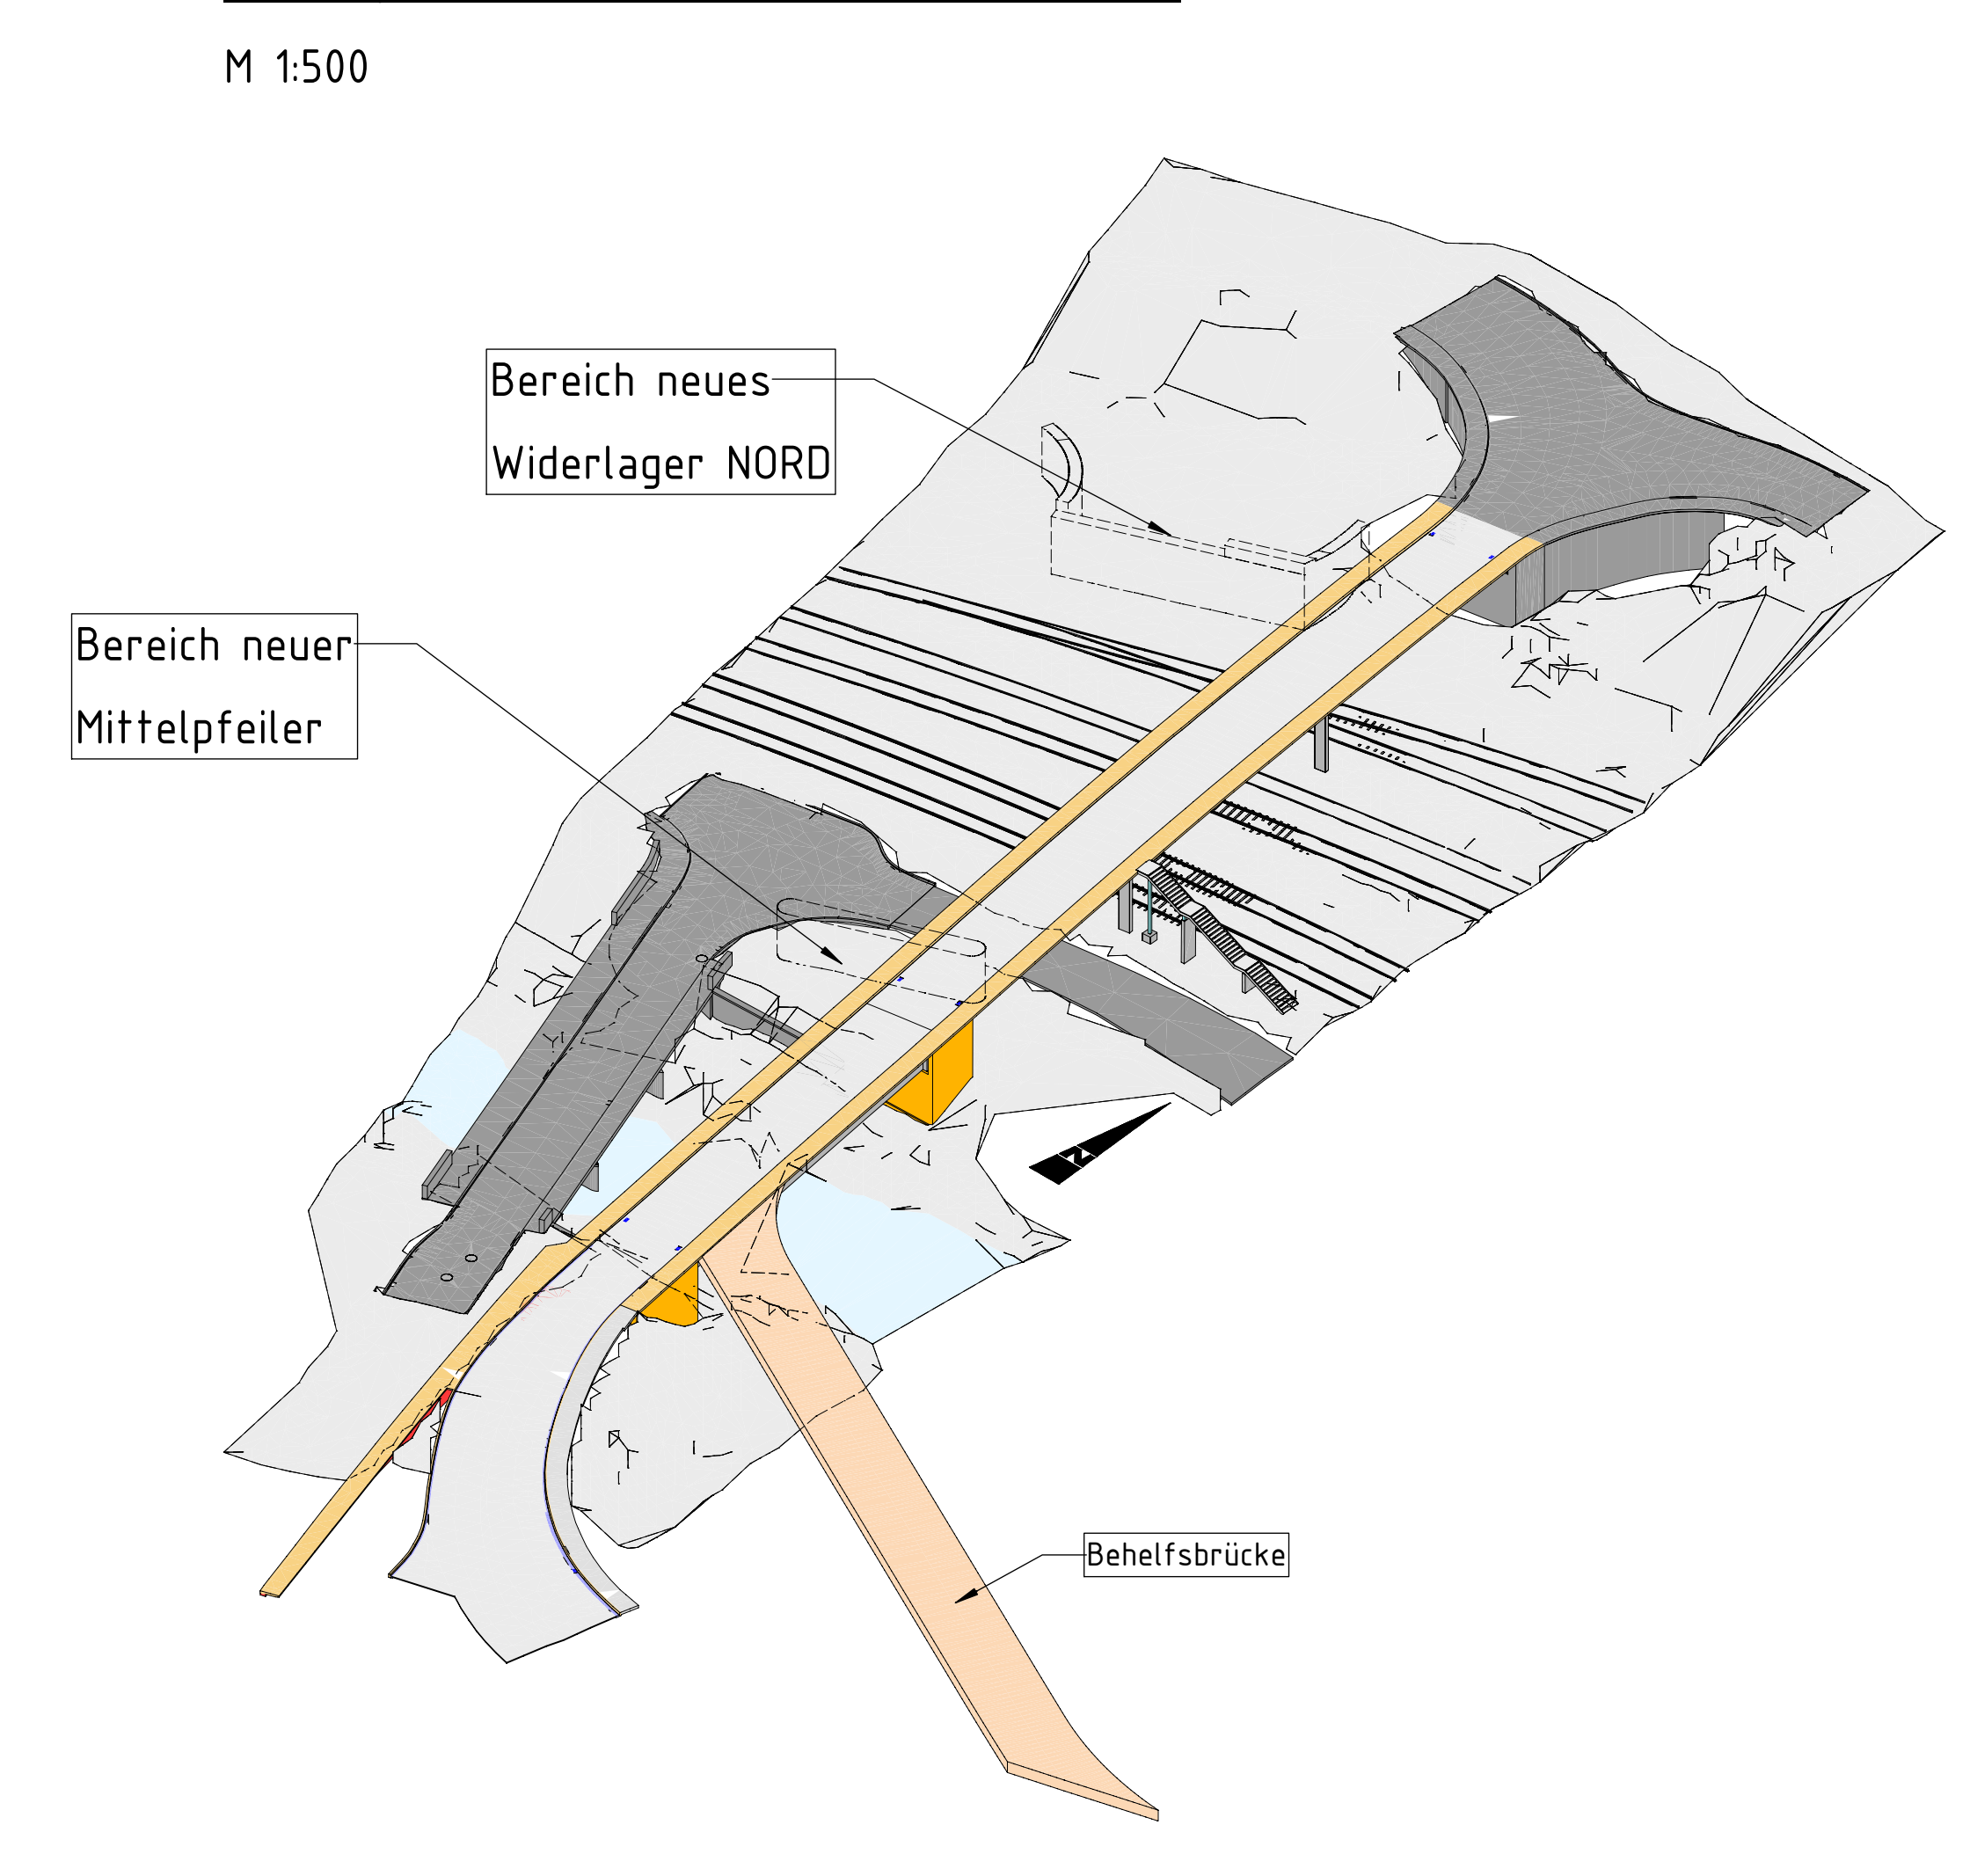 M 1:500
Bereich neues
Widerlager NORD
Bereich neuer
Mittelpfeiler
N
Behelfsbrücke